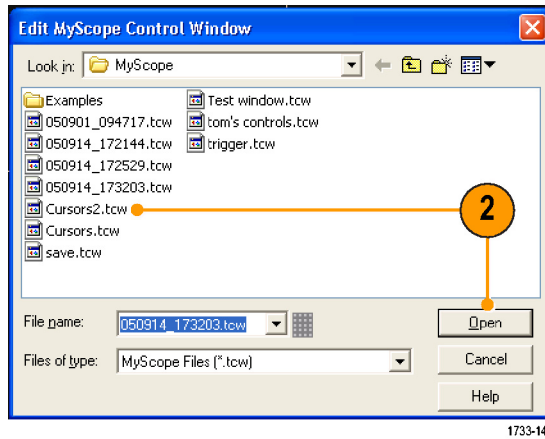 Edit MyScope Control Window
Look in: MyScope
Examples
050901_094717.tcw
050914_172144.tcw
050914_172529.tcw
050914_173203.tcw
Cursors2.tcw
Cursors.tcw
save.tcw
Test window.tcw
tom's controls.tcw
trigger.tcw
2
File name: 050914_173203.tcw
Open
Files of type: MyScope Files (*.tcw)
Cancel
Help
1733-14